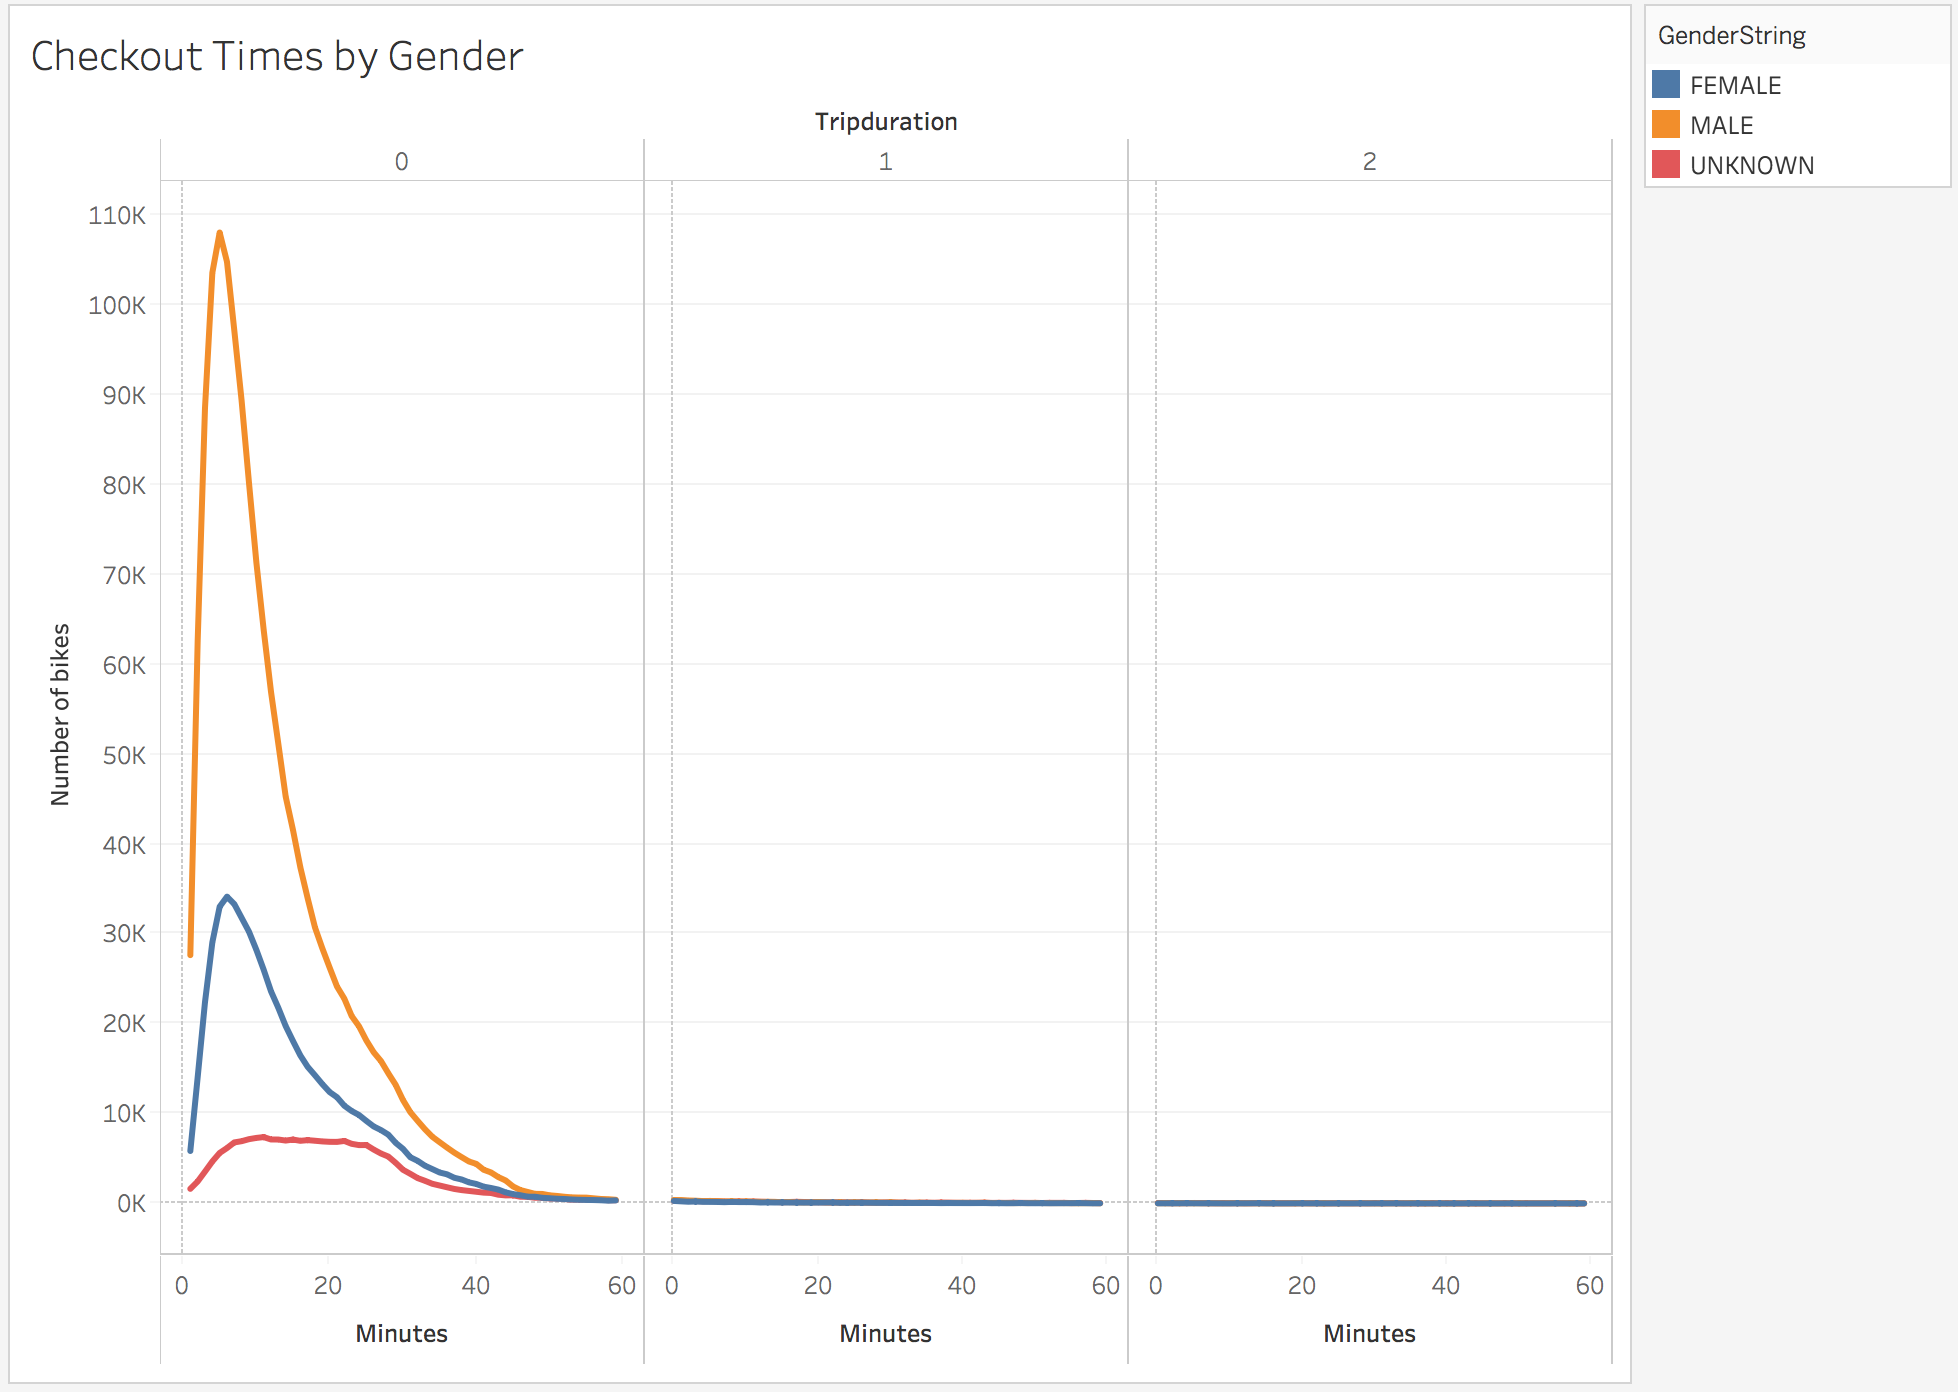 Checkout Times by Gender
GenderString
FEMALE
MALE
UNKNOWN
Tripduration
0 1 2
110K
100K
90K
80K
70K
60K
50K
40K
30K
20K
10K
0K
Number of bikes
0 20 40 60 0 20 40 60 0 20 40 60
Minutes Minutes Minutes